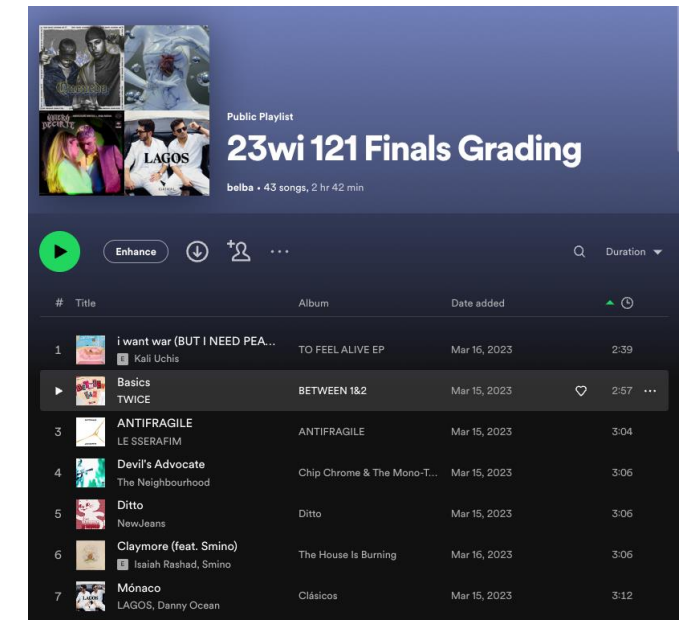 LAGOS
Public Playlist
23wi 121 Finals Grading
belba • 43 songs, 2 hr 42 min
Enhance
Duration
# Title Album Date added
1 i want war (BUT I NEED PEA... TO FEEL ALIVE EP Mar 16, 2023 2:39
E Kali Uchis
Basics BETWEEN 1&2 Mar 15, 2023 2:57
TWICE
3 ANTIFRAGILE ANTIFRAGILE Mar 15, 2023 3:04
LE SSERAFIM
4 Devil's Advocate Chip Chrome & The Mono-T... Mar 15, 2023 3:06
The Neighbourhood
5 Ditto Ditto Mar 15, 2023 3:06
NewJeans
6 Claymore (feat. Smino) The House Is Burning Mar 16, 2023 3:06
E Isaiah Rashad, Smino
7 Mónaco Clásicos Mar 15, 2023 3:12
LAGOS, Danny Ocean